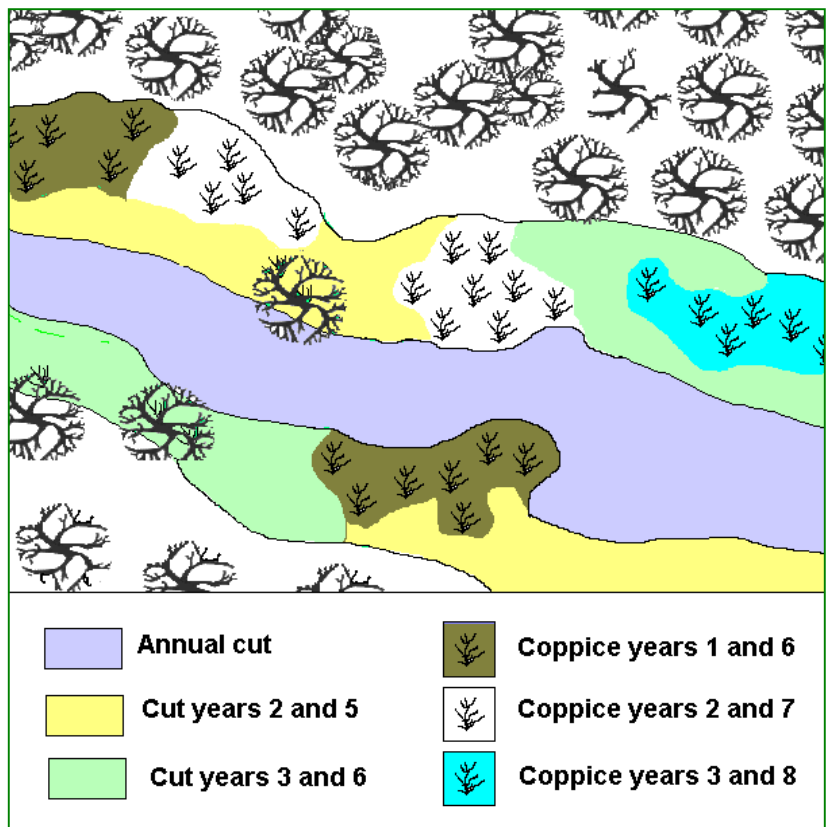 Annual cut
Cut years 2 and 5
Cut years 3 and 6
Coppice years 1 and 6
Coppice years 2 and 7
Coppice years 3 and 8